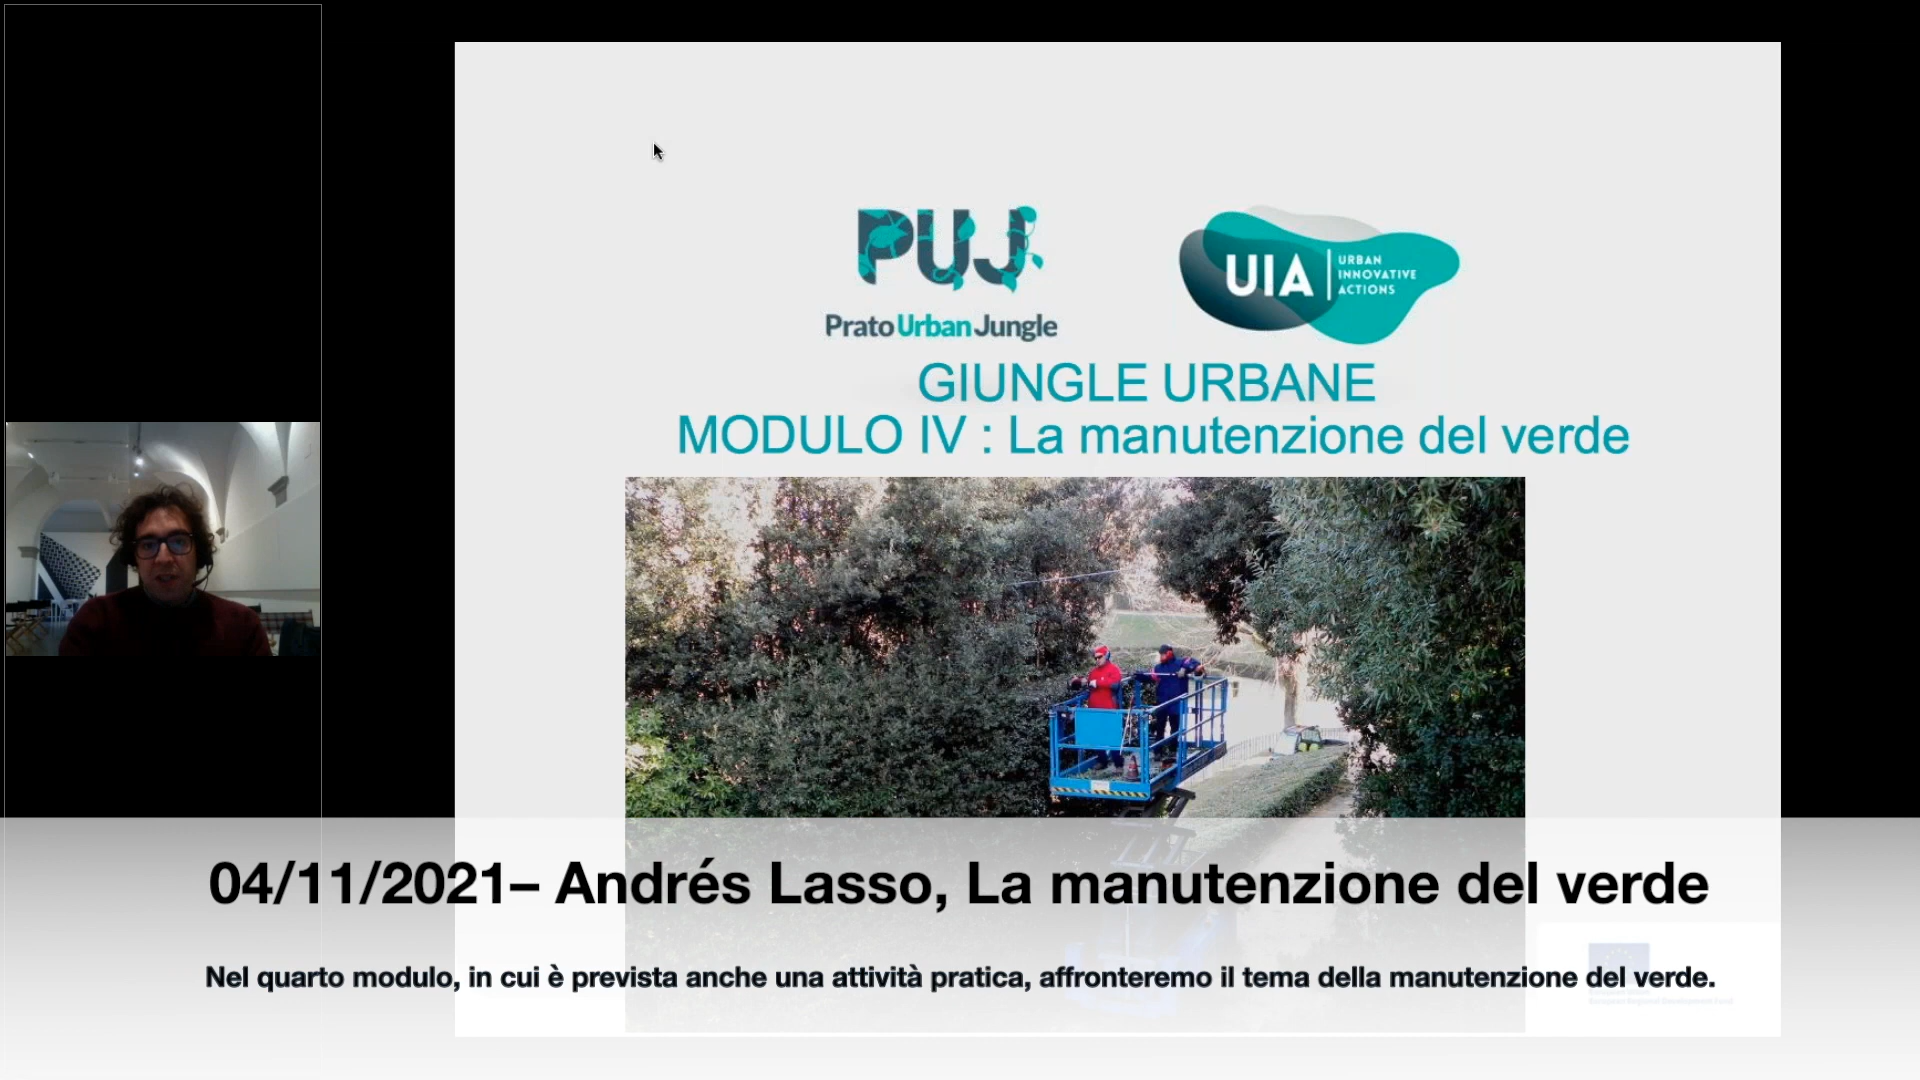 PUJ
Prato Urban Jungle
UIA
URBAN
INNOVATIVE
ACTIONS
GIUNGLE URBANE
MODULO IV : La manutenzione del verde
04/11/2021– Andrés Lasso, La manutenzione del verde
Nel quarto modulo, in cui è prevista anche una attività pratica, affronteremo il tema della manutenzione del verde.